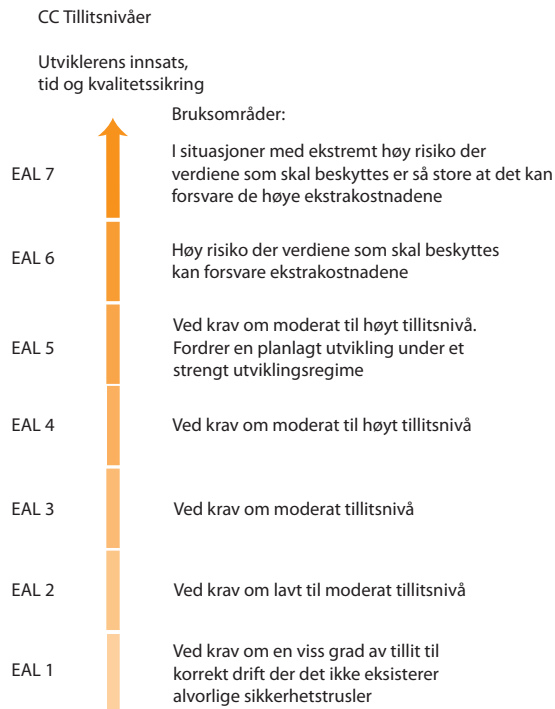 CC Tillitsnivåer
Utviklerens innsats,
tid og kvalitetssikring
Bruksområder:
EAL 7
I situasjoner med ekstremt høy risiko der
verdiene som skal beskyttes er så store at det kan
forsvare de høye ekstrakostnadene
EAL 6
Høy risiko der verdiene som skal beskyttes
kan forsvare ekstrakostnadene
EAL 5
Ved krav om moderat til høyt tillitsnivå.
Fordrer en planlagt utvikling under et
strengt utviklingsregime
EAL 4
Ved krav om moderat til høyt tillitsnivå
EAL 3
Ved krav om moderat tillitsnivå
EAL 2
Ved krav om lavt til moderat tillitsnivå
EAL 1
Ved krav om en viss grad av tillit til
korrekt drift der det ikke eksisterer
alvorlige sikkerhetstrusler